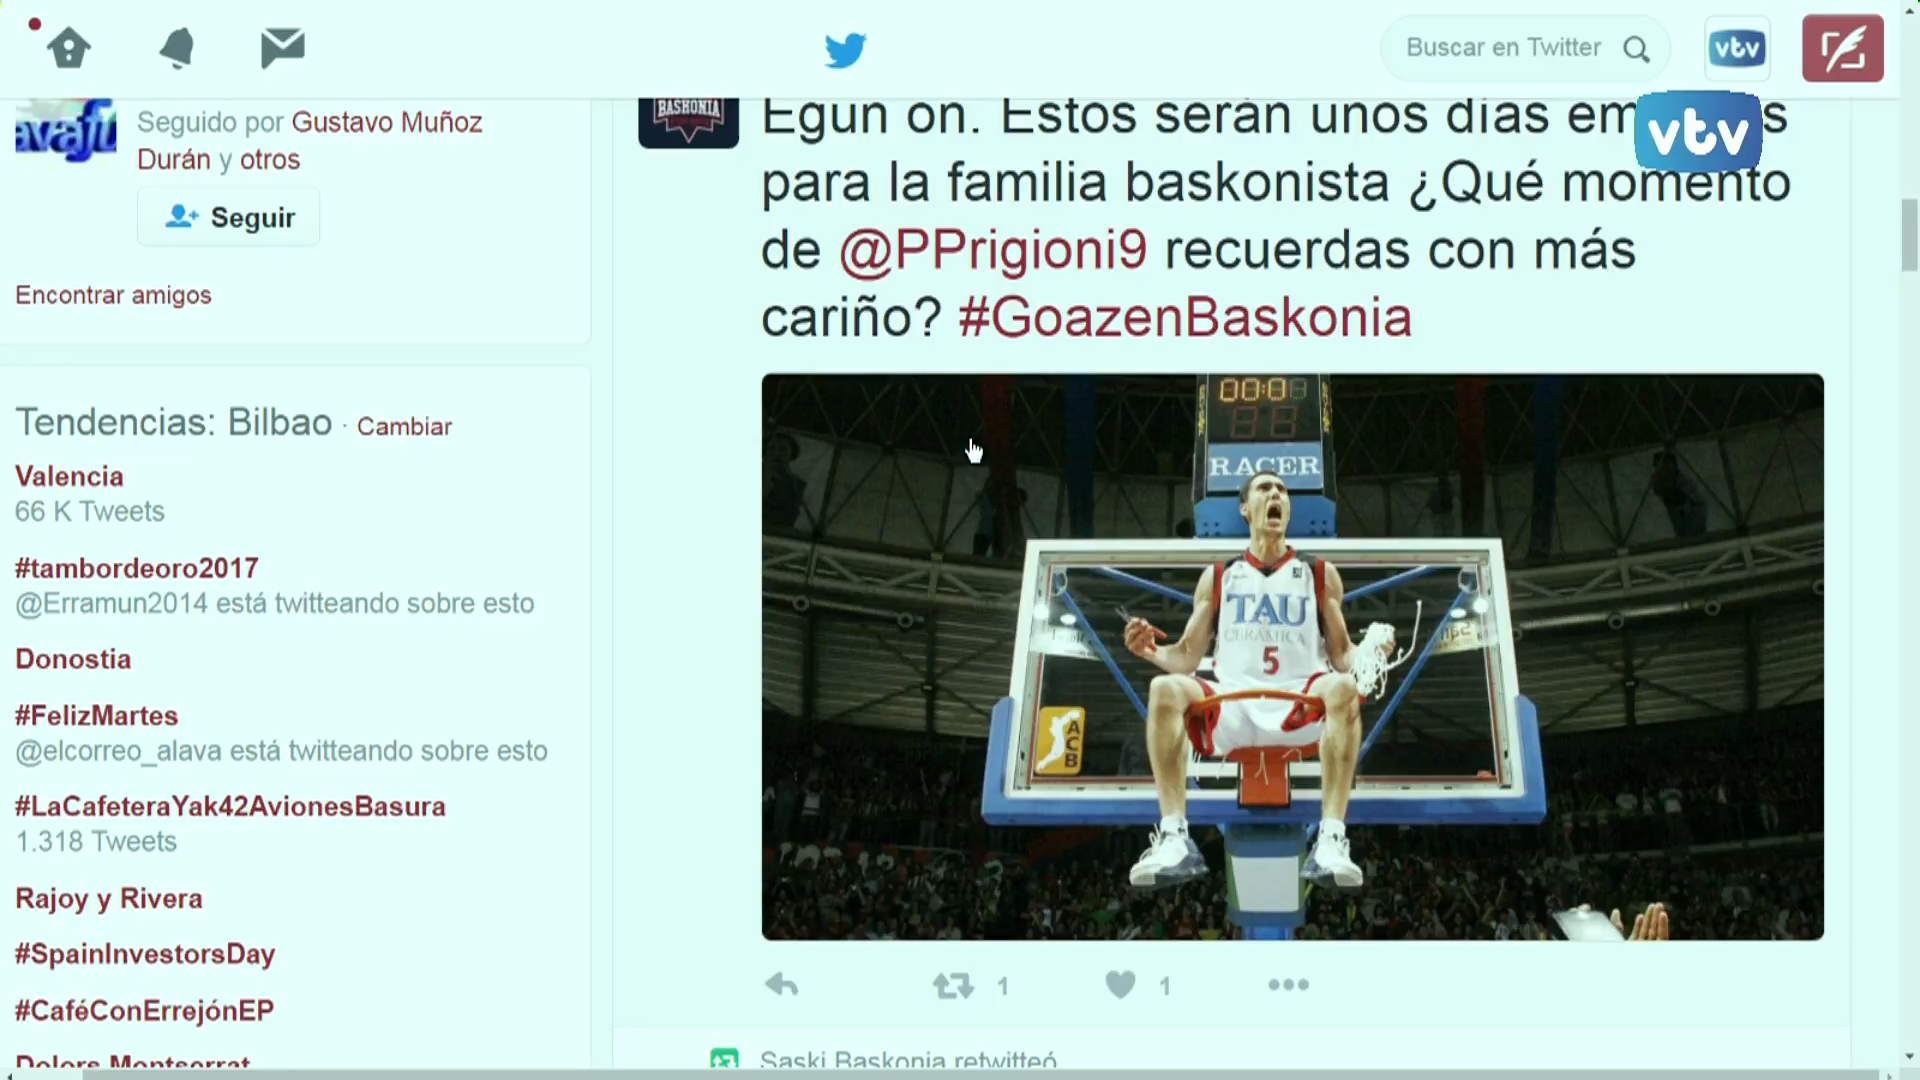 Buscar en Twitter
vtv
vtv
Seguido por Gustavo Muñoz
Durán y otros
Seguir
Encontrar amigos
Tendencias: Bilbao · Cambiar
Valencia
66 K Tweets
#tambordeoro2017
@Erramun2014 está twitteando sobre esto
Donostia
#FelizMartes
@elcorreo_alava está twitteando sobre esto
#LaCafeteraYak42AvionesBasura
1.318 Tweets
Rajoy y Rivera
#SpainInvestorsDay
#CaféConErrejónEP
Dolors Montserrat
BASKONIA
Egun on. Estos serán unos días
para la familia baskonista ¿Qué momento
de @PPrigioni9 recuerdas con más
cariño? #GoazenBaskonia
00:0
RACER
TAU
CERAMICA
5
ACB
1
1
Saski Baskonia retwitteó